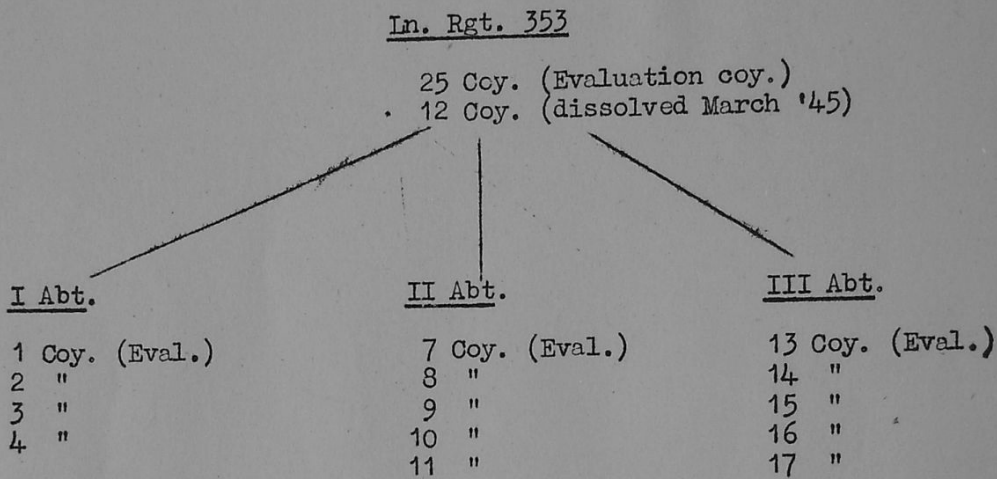 Ln. Rgt. 353
25 Coy. (Evaluation coy.)
12 Coy. (dissolved March '45)
I Abt.
1 Coy. (Eval.)
2 "
3 "
4 "
II Abt.
7 Coy. (Eval.)
8 "
9 "
10 "
11 "
III Abt.
13 Coy. (Eval.)
14 "
15 "
16 "
17 "